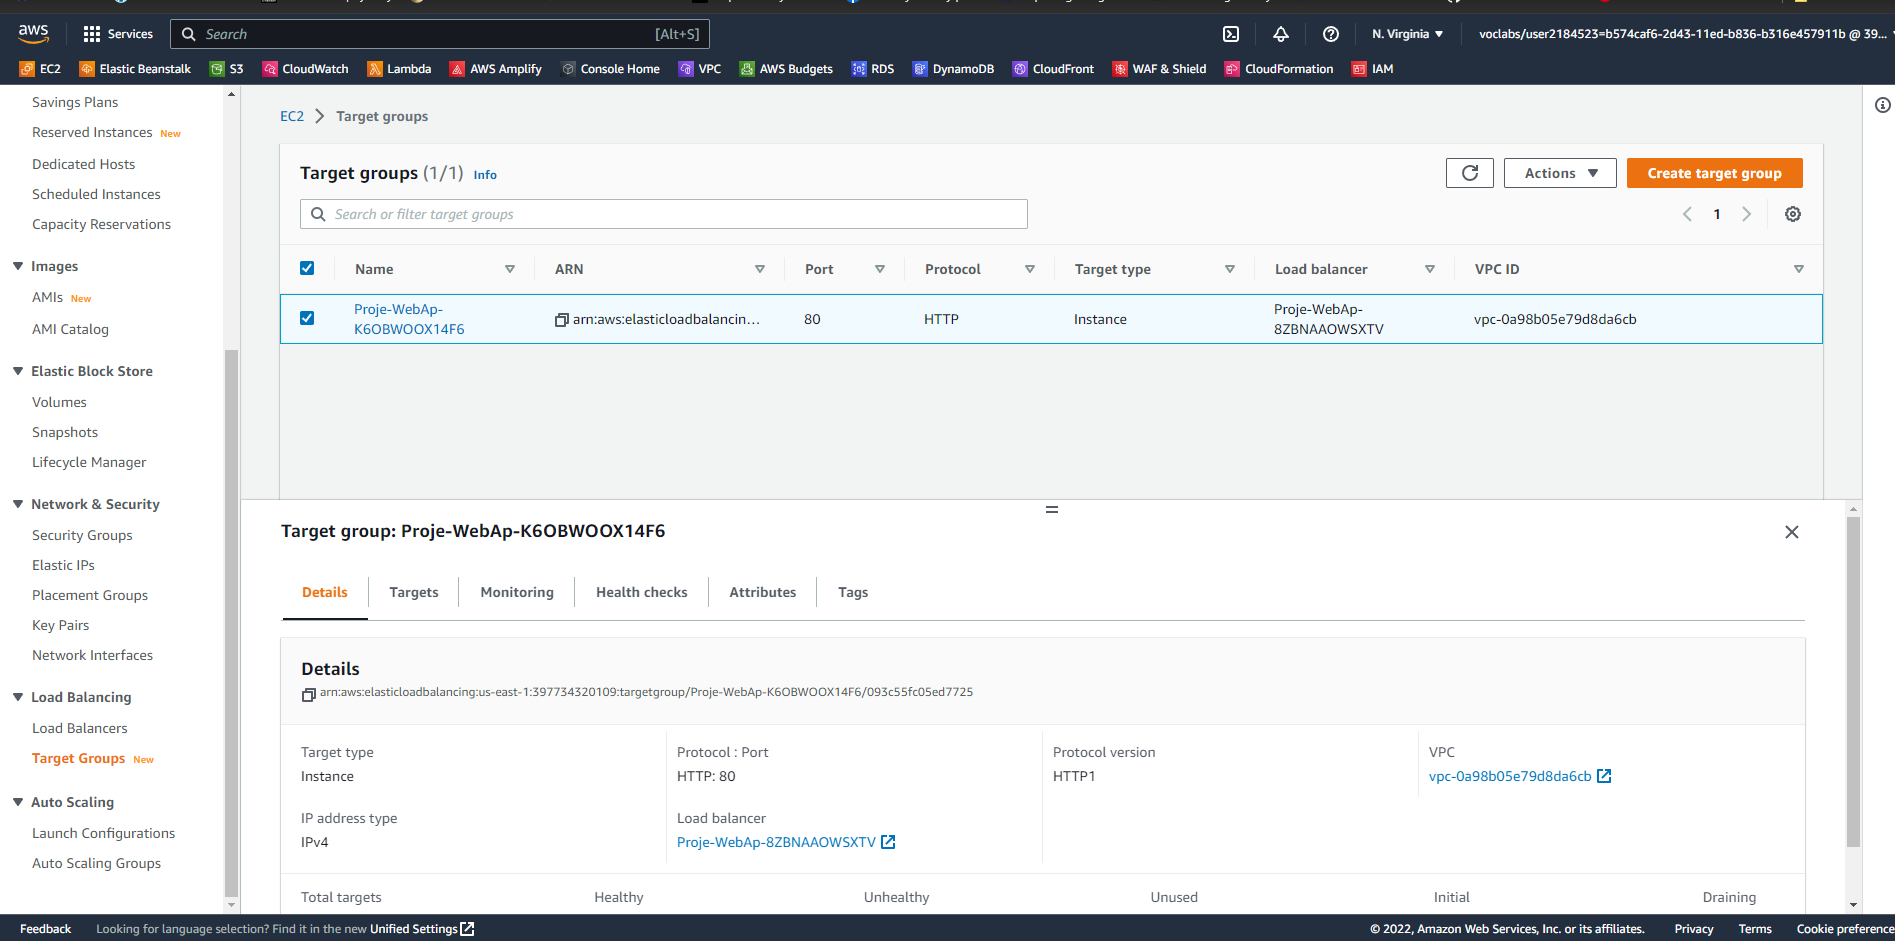 aws
Services
Search
[Alt+S]
N. Virginia
voclabs/user2184523=b574caf6-2d43-11ed-b836-b316e457911b @ 39...
EC2
Elastic Beanstalk
S3
CloudWatch
Lambda
AWS Amplify
Console Home
VPC
AWS Budgets
RDS
DynamoDB
CloudFront
WAF & Shield
CloudFormation
IAM
Savings Plans
Reserved Instances New
Dedicated Hosts
Scheduled Instances
Capacity Reservations
Images
AMIs New
AMI Catalog
Elastic Block Store
Volumes
Snapshots
Lifecycle Manager
Network & Security
Security Groups
Elastic IPs
Placement Groups
Key Pairs
Network Interfaces
Load Balancing
Load Balancers
Target Groups New
Auto Scaling
Launch Configurations
Auto Scaling Groups
EC2 > Target groups
Target groups (1/1) Info
Actions
Create target group
Search or filter target groups
1
Name
ARN
Port
Protocol
Target type
Load balancer
VPC ID
Proje-WebAp-
K6OBWOOX14F6
arn:aws:elasticloadbalancin...
80
HTTP
Instance
Proje-WebAp-
8ZBNAAOWSXTV
vpc-0a98b05e79d8da6cb
Target group: Proje-WebAp-K6OBWOOX14F6
Details
Targets
Monitoring
Health checks
Attributes
Tags
Details
arn:aws:elasticloadbalancing:us-east-1:397734320109:targetgroup/Proje-WebAp-K6OBWOOX14F6/093c55fc05ed7725
Target type
Instance
Protocol : Port
HTTP: 80
Protocol version
HTTP1
VPC
vpc-0a98b05e79d8da6cb
IP address type
IPv4
Load balancer
Proje-WebAp-8ZBNAAOWSXTV
Total targets
Healthy
Unhealthy
Unused
Initial
Draining
Feedback
Looking for language selection? Find it in the new Unified Settings
© 2022, Amazon Web Services, Inc. or its affiliates.
Privacy
Terms
Cookie preference